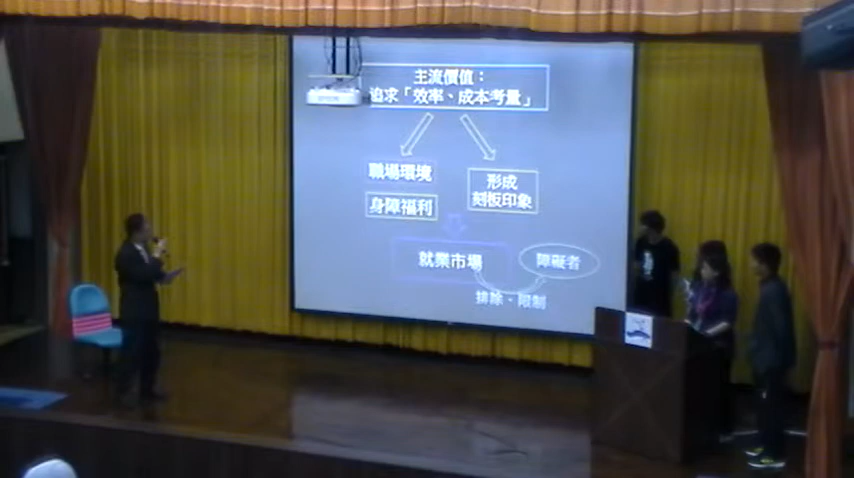 主流價值：
追求「效率、成本考量」
職場環境
形成
刻板印象
身障福利
就業市場
障礙者
排除、限制